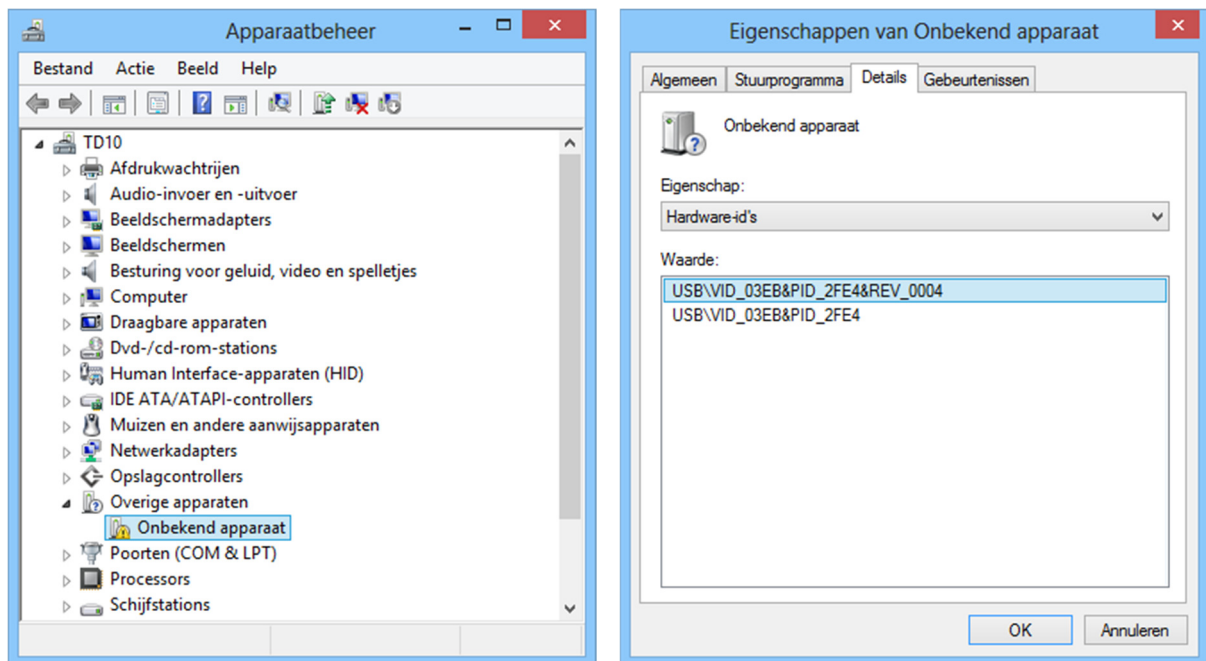 Apparaatbeheer
Bestand Actie Beeld Help
TD10
Afdrukwachtrijen
Audio-invoer en -uitvoer
Beeldschermadapters
Beeldschermen
Besturing voor geluid, video en spelletjes
Computer
Draagbare apparaten
Dvd-/cd-rom-stations
Human Interface-apparaten (HID)
IDE ATA/ATAPI-controllers
Muizen en andere aanwijsapparaten
Netwerkadapters
Opslagcontrollers
Overige apparaten
Onbekend apparaat
Poorten (COM & LPT)
Processors
Schijfstations
Eigenschappen van Onbekend apparaat
Algemeen Stuurprogramma Details Gebeurtenissen
Onbekend apparaat
Eigenschap:
Hardware-id's
Waarde:
USB\VID_03EB&PID_2FE4&REV_0004
USB\VID_03EB&PID_2FE4
OK Annuleren